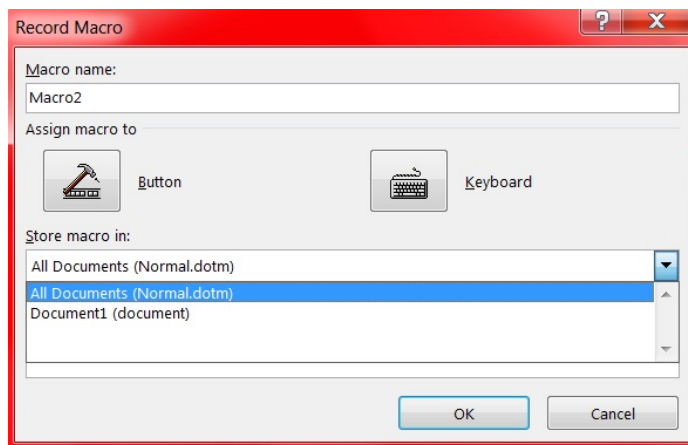 Record Macro
Macro name:
Macro2
Assign macro to
Button
Keyboard
Store macro in:
All Documents (Normal.dotm)
All Documents (Normal.dotm)
Document1 (document)
OK
Cancel